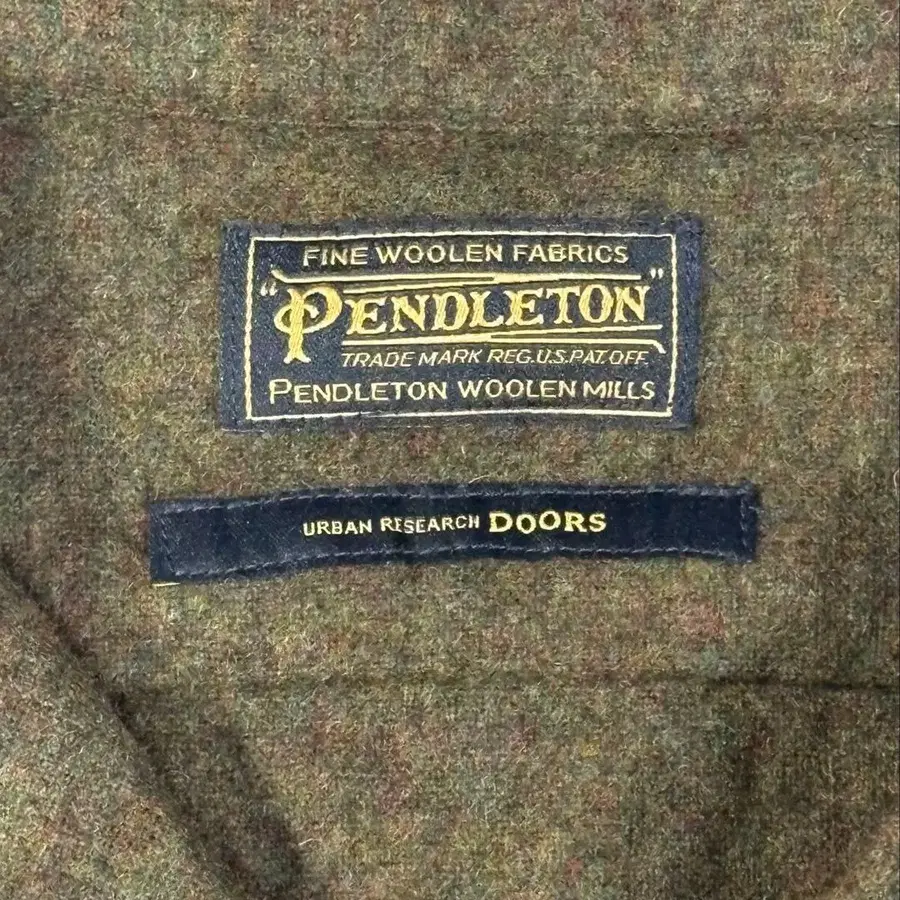 FINE WOOLEN FABRICS
"PENDLETON"
TRADE MARK REG.U.S.PAT.OFF.
PENDLETON WOOLEN MILLS
URBAN RESEARCH DOORS